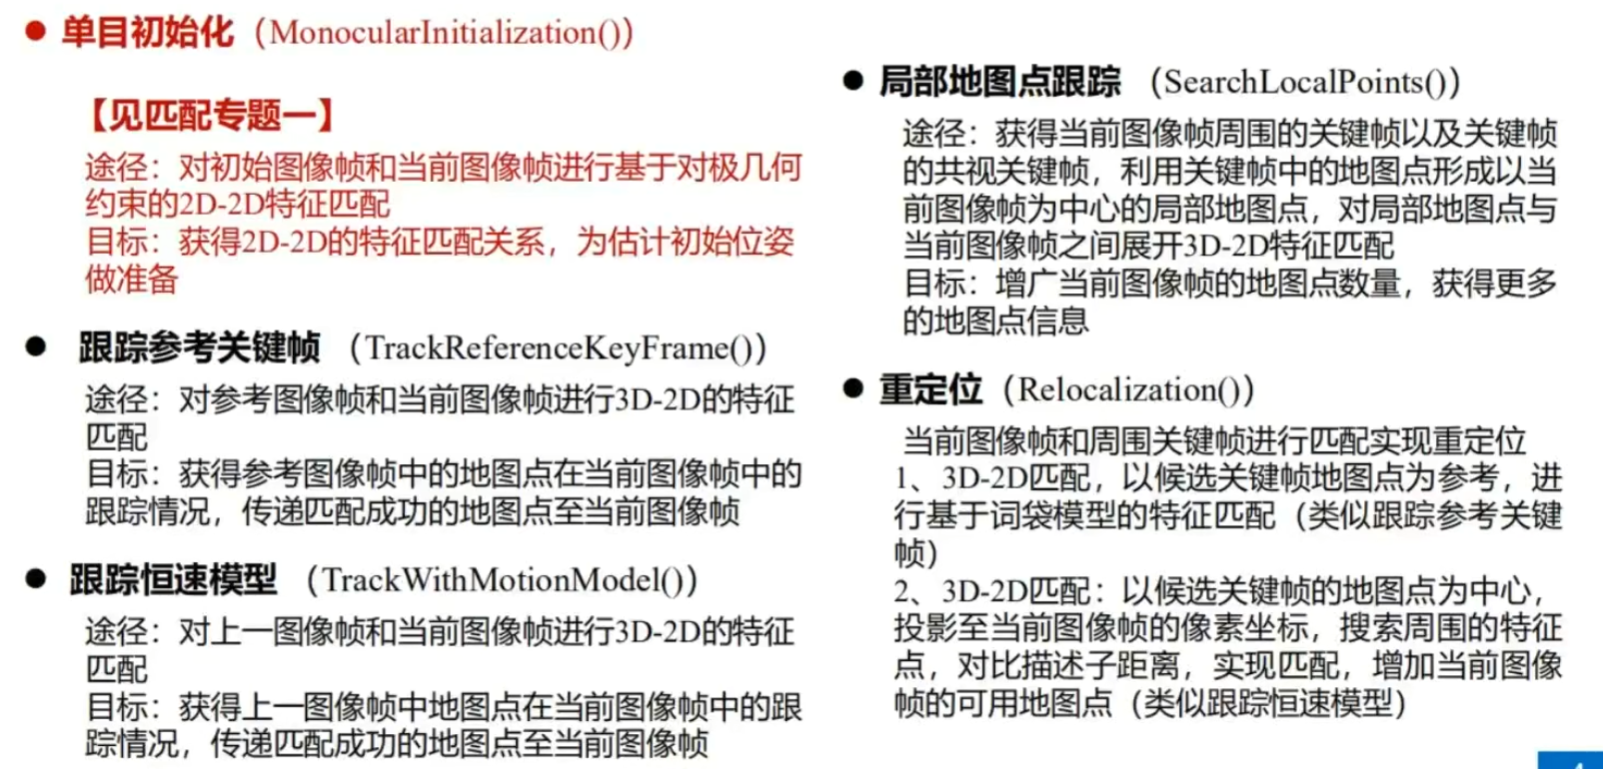 ● 单目初始化（MonocularInitialization()）
【见匹配专题一】
途径：对初始图像帧和当前图像帧进行基于对极几何
约束的2D-2D特征匹配
目标：获得2D-2D的特征匹配关系，为估计初始位姿
做准备
● 跟踪参考关键帧 （TrackReferenceKeyFrame()）
途径：对参考图像帧和当前图像帧进行3D-2D的特征
匹配
目标：获得参考图像帧中的地图点在当前图像帧中的
跟踪情况，传递匹配成功的地图点至当前图像帧
● 跟踪恒速模型 （TrackWithMotionModel()）
途径：对上一图像帧和当前图像帧进行3D-2D的特征
匹配
目标：获得上一图像帧中地图点在当前图像帧中的跟
踪情况，传递匹配成功的地图点至当前图像帧
● 局部地图点跟踪 （SearchLocalPoints()）
途径：获得当前图像帧周围的关键帧以及关键帧
的共视关键帧，利用关键帧中的地图点形成以当
前图像帧为中心的局部地图点，对局部地图点与
当前图像帧之间展开3D-2D特征匹配
目标：增广当前图像帧的地图点数量，获得更多
的地图点信息
● 重定位（Relocalization()）
当前图像帧和周围关键帧进行匹配实现重定位
1、3D-2D匹配，以候选关键帧地图点为参考，进
行基于词袋模型的特征匹配（类似跟踪参考关键
帧）
2、3D-2D匹配：以候选关键帧的地图点为中心，
投影至当前图像帧的像素坐标，搜索周围的特征
点，对比描述子距离，实现匹配，增加当前图像
帧的可用地图点（类似跟踪恒速模型）